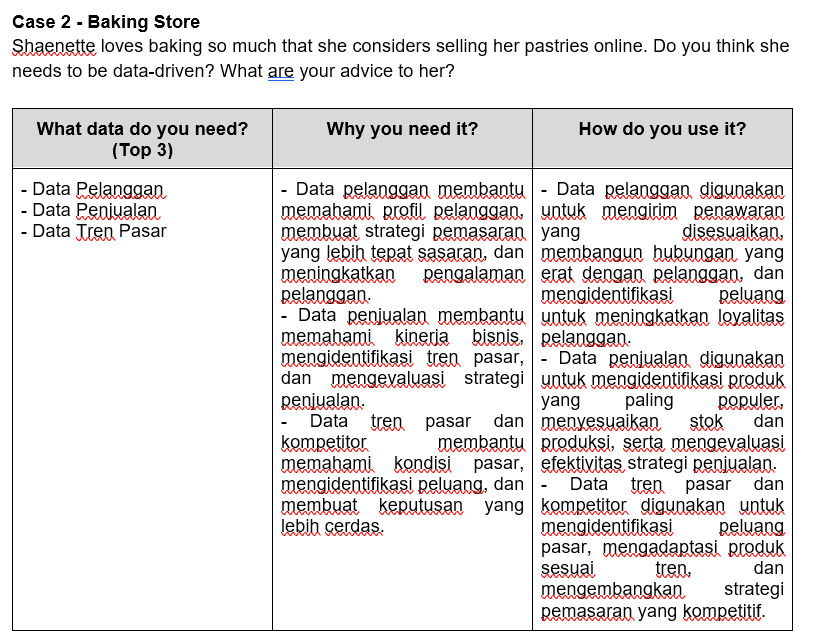 Case 2 - Baking Store
Shaenette loves baking so much that she considers selling her pastries online. Do you think she
needs to be data-driven? What are your advice to her?
What data do you need?
(Top 3)
Why you need it?
How do you use it?
- Data Pelanggan
- Data Penjualan
- Data Tren Pasar
- Data pelanggan membantu
memahami profil pelanggan,
membuat strategi pemasaran
yang lebih tepat sasaran, dan
meningkatkan pengalaman
pelanggan.
- Data penjualan membantu
memahami kinerja bisnis,
mengidentifikasi tren pasar,
dan mengevaluasi strategi
penjualan.
- Data tren pasar dan
kompetitor membantu
memahami kondisi pasar,
mengidentifikasi peluang, dan
membuat keputusan yang
lebih cerdas.
- Data pelanggan digunakan
untuk mengirim penawaran
yang disesuaikan,
membangun hubungan yang
erat dengan pelanggan, dan
mengidentifikasi peluang
untuk meningkatkan loyalitas
pelanggan.
- Data penjualan digunakan
untuk mengidentifikasi produk
yang paling populer,
menyesuaikan stok dan
produksi, serta mengevaluasi
efektivitas strategi penjualan.
- Data tren pasar dan
kompetitor digunakan untuk
mengidentifikasi peluang
pasar, mengadaptasi produk
sesuai tren, dan
mengembangkan strategi
pemasaran yang kompetitif.